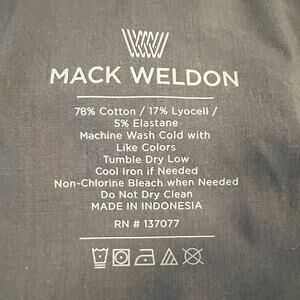 MACK WELDON
78% Cotton / 17% Lyocell /
5% Elastane
Machine Wash Cold with
Like Colors
Tumble Dry Low
Cool Iron if Needed
Non-Chlorine Bleach when Needed
Do Not Dry Clean
MADE IN INDONESIA
RN # 137077